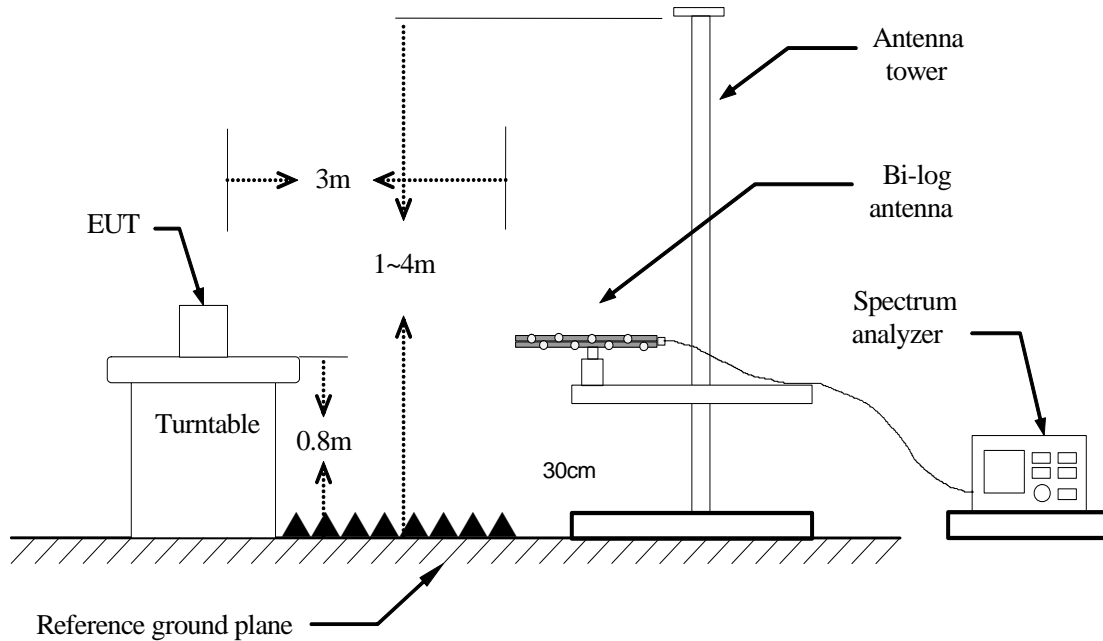 Antenna
tower
3m
Bi-log
antenna
EUT
1~4m
Spectrum
analyzer
Turntable
0.8m
30cm
Reference ground plane